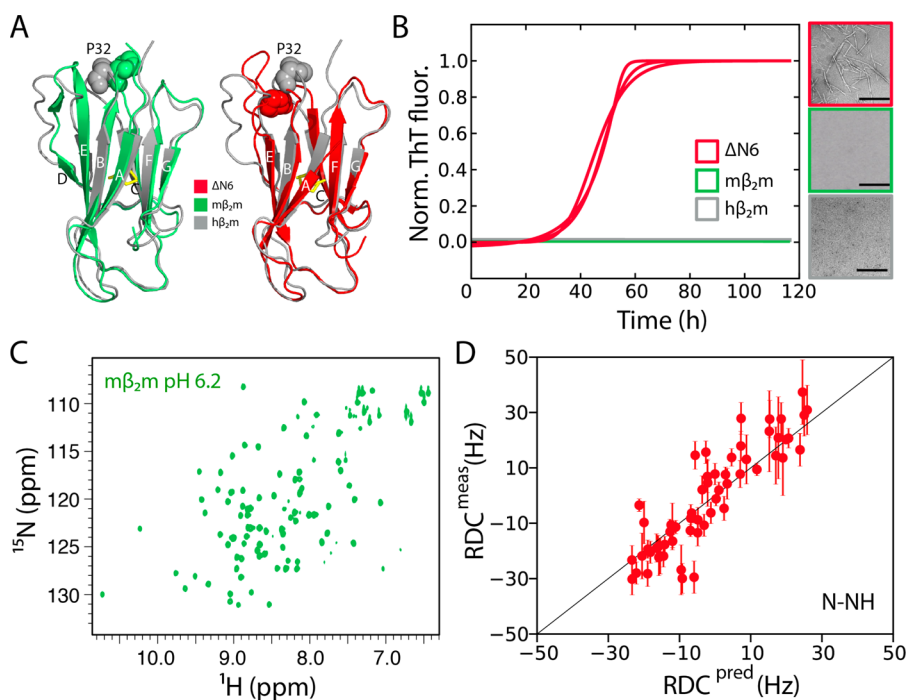 A
P32
P32
E
B
A
F
G
D
C
E
B
A
F
G
C
ΔN6
mβ₂m
hβ₂m
B
Norm. ThT fluor.
1.0
0.8
0.6
0.4
0.2
0.0
ΔN6
mβ₂m
hβ₂m
0 20 40 60 80 100 120
Time (h)
C
mβ₂m pH 6.2
¹⁵N (ppm)
110
115
120
125
130
10.0 9.0 8.0 7.0
¹H (ppm)
D
RDC^meas (Hz)
50
30
10
−10
−30
−50
N-NH
−50 −30 −10 10 30 50
RDC^pred (Hz)